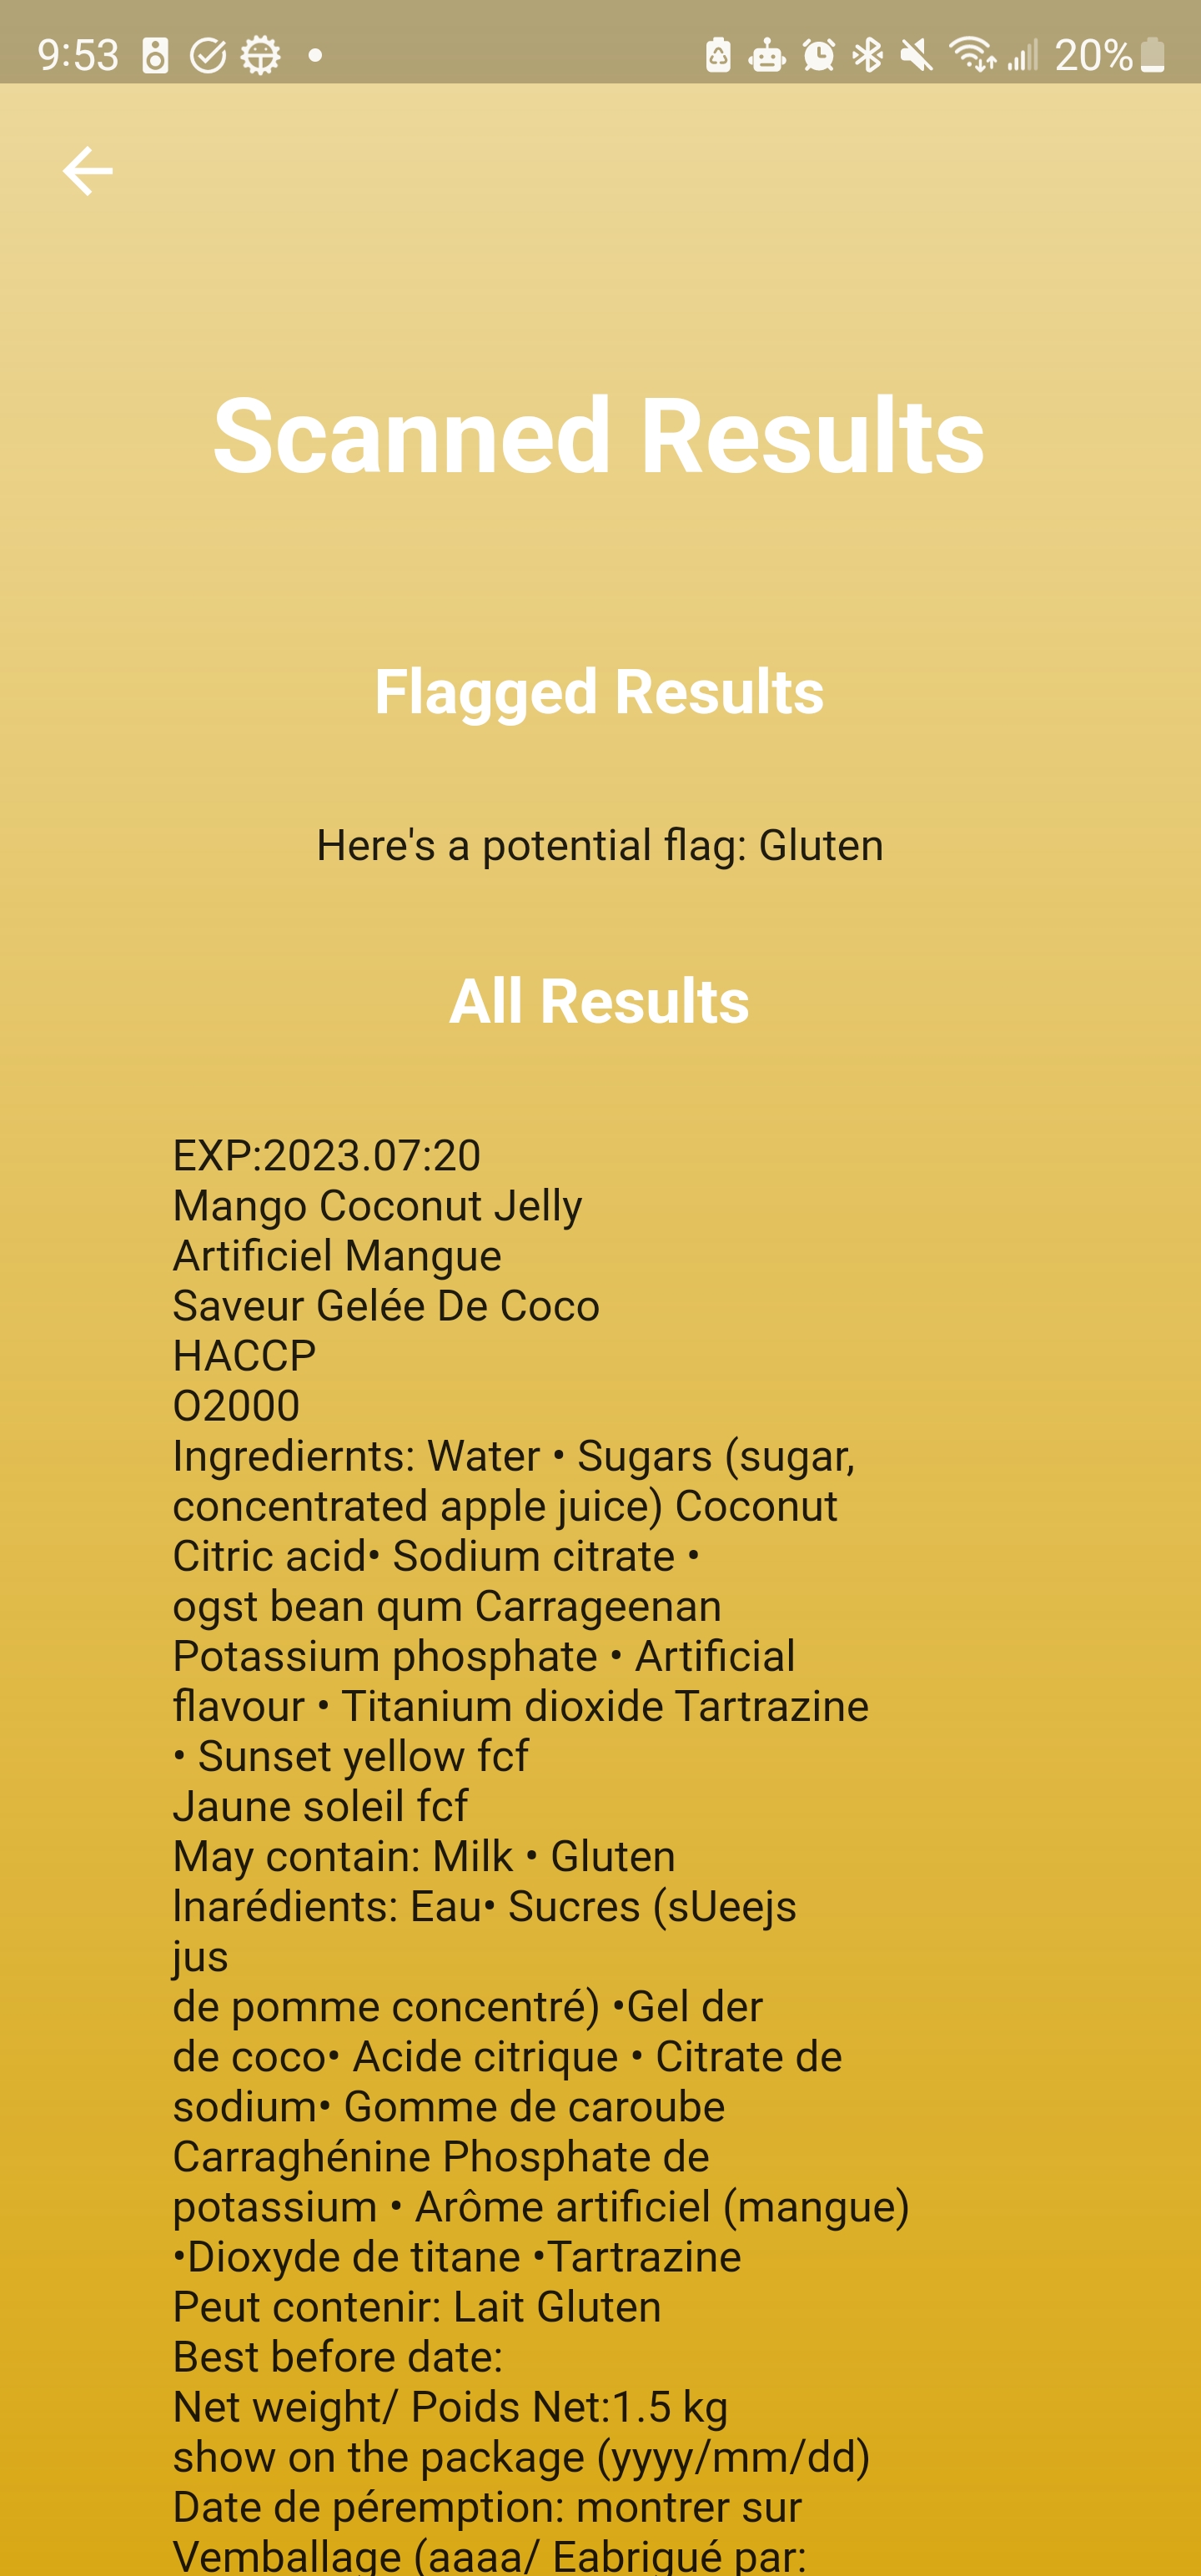 9:53
20%
Scanned Results
Flagged Results
Here's a potential flag: Gluten
All Results
EXP:2023.07:20
Mango Coconut Jelly
Artificiel Mangue
Saveur Gelée De Coco
HACCP
O2000
Ingrediernts: Water • Sugars (sugar,
concentrated apple juice) Coconut
Citric acid• Sodium citrate •
ogst bean qum Carrageenan
Potassium phosphate • Artificial
flavour • Titanium dioxide Tartrazine
• Sunset yellow fcf
Jaune soleil fcf
May contain: Milk • Gluten
lnarédients: Eau• Sucres (sUeejs
jus
de pomme concentré) •Gel der
de coco• Acide citrique • Citrate de
sodium• Gomme de caroube
Carraghénine Phosphate de
potassium • Arôme artificiel (mangue)
•Dioxyde de titane •Tartrazine
Peut contenir: Lait Gluten
Best before date:
Net weight/ Poids Net:1.5 kg
show on the package (yyyy/mm/dd)
Date de péremption: montrer sur
Vemballage (aaaa/ Eabrigué par: